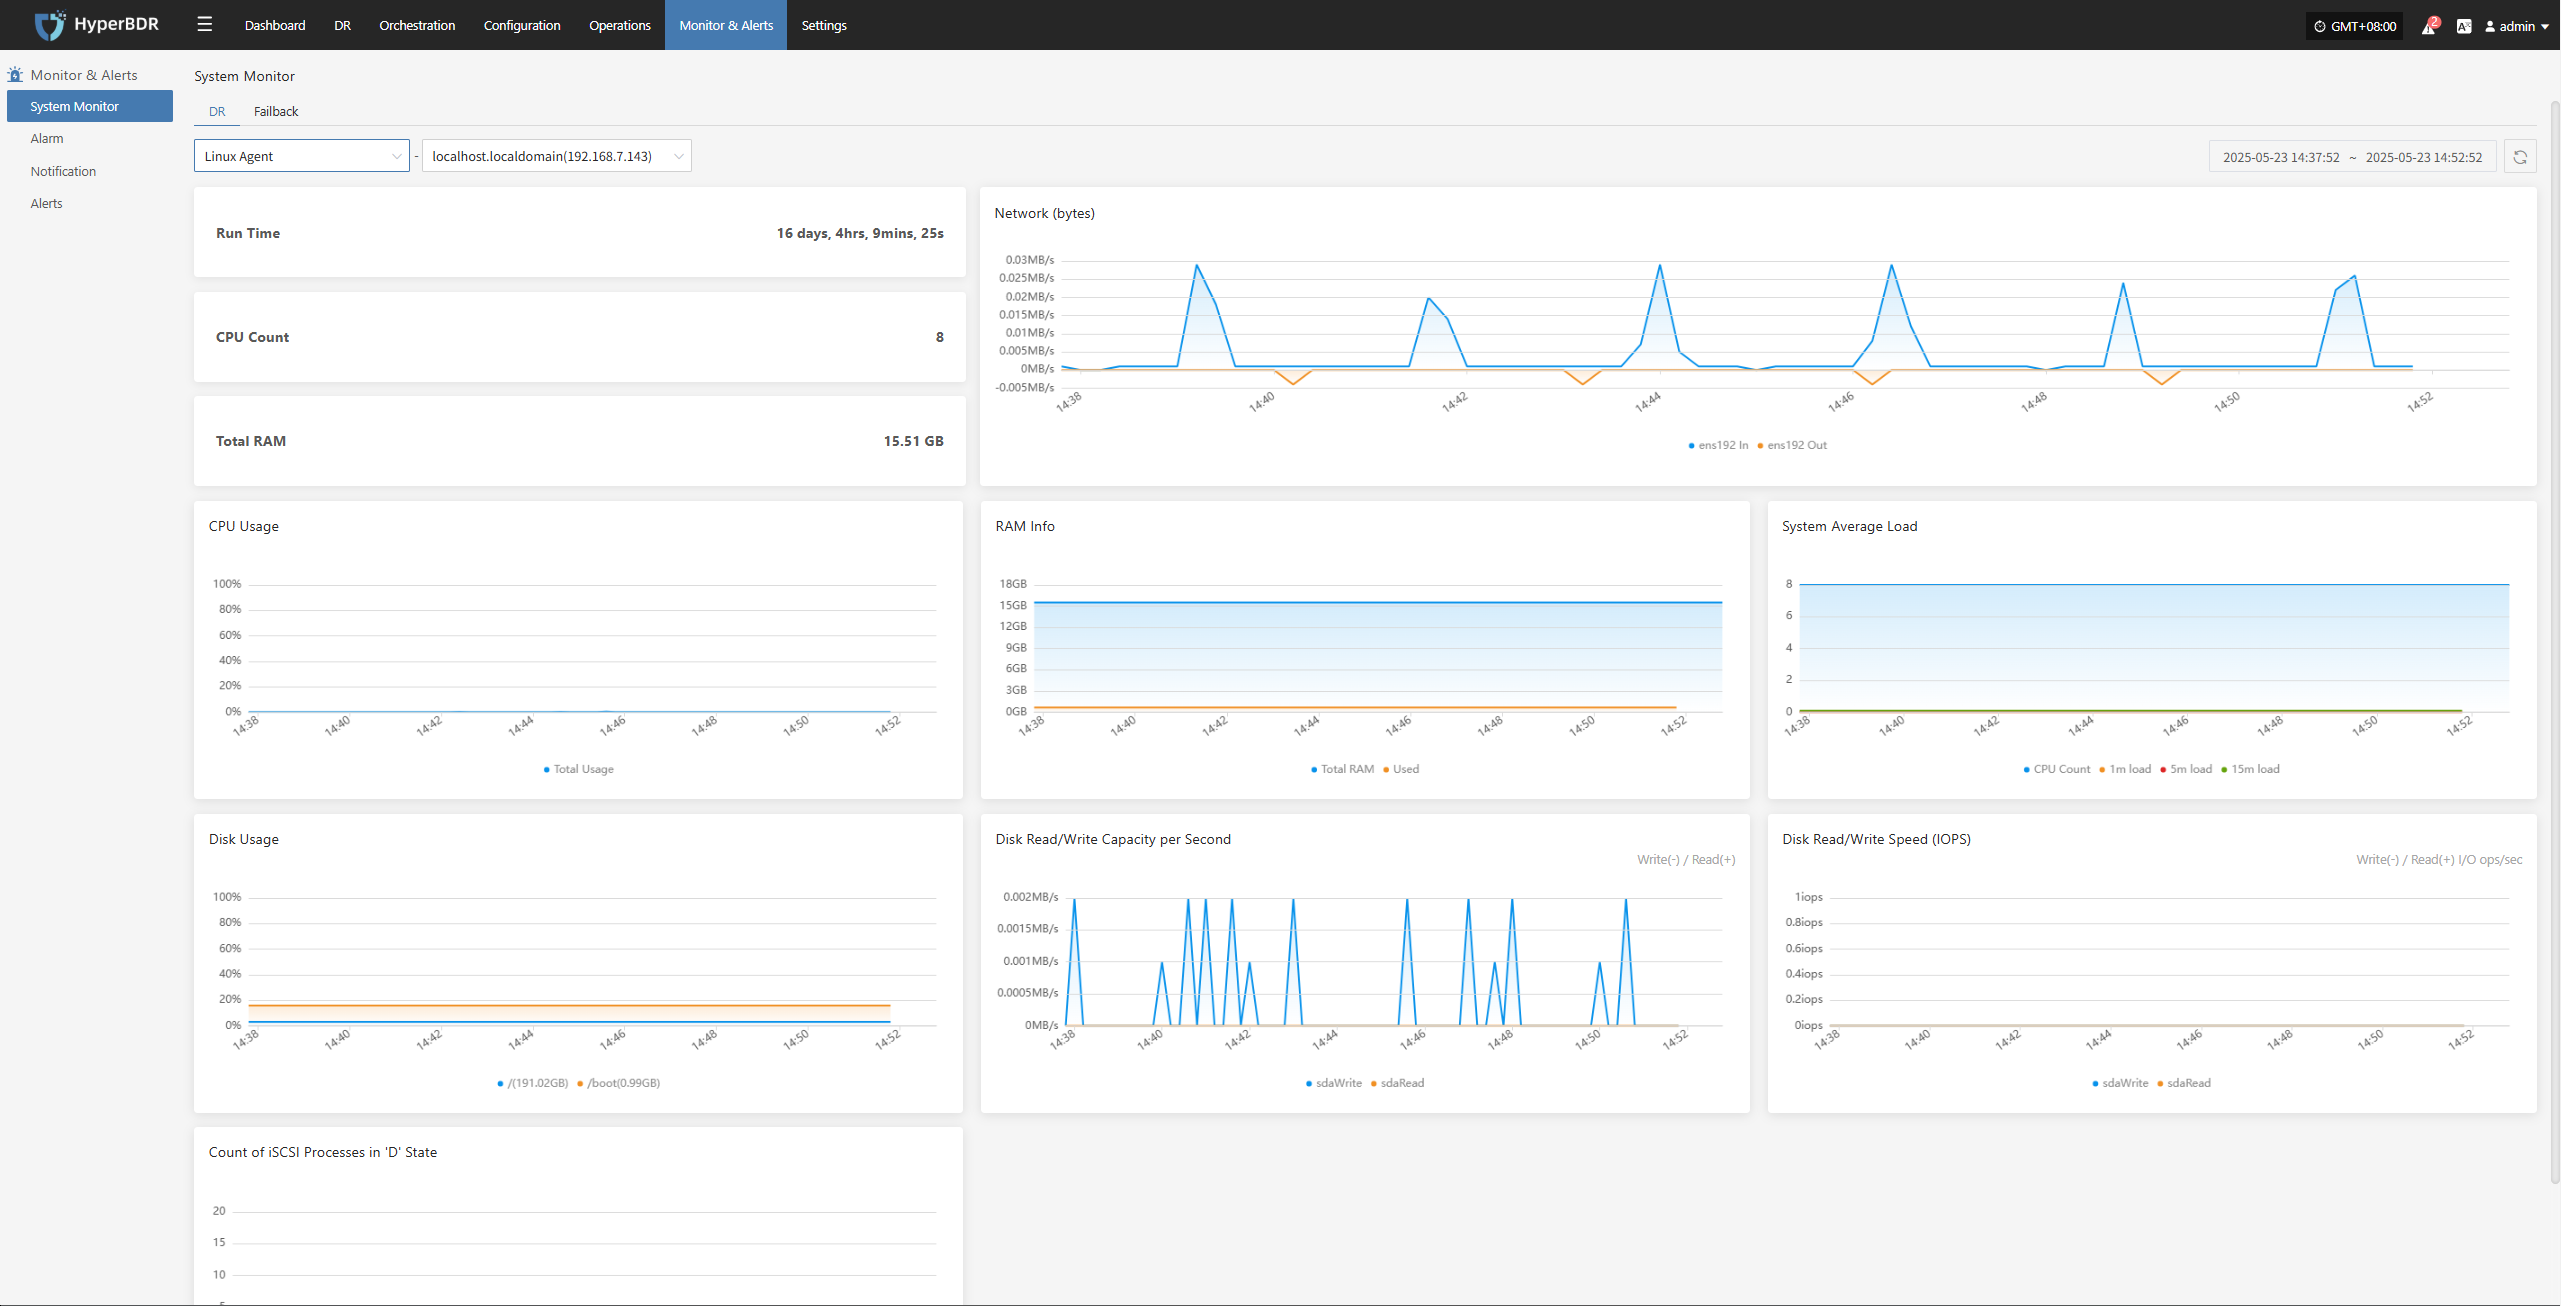 HyperBDR
Dashboard
DR
Orchestration
Configuration
Operations
Monitor & Alerts
Settings
GMT+08:00
2
admin
Monitor & Alerts
System Monitor
Alarm
Notification
Alerts
System Monitor
DR
Failback
Linux Agent
-
localhost.localdomain(192.168.7.143)
2025-05-23 14:37:52 ~ 2025-05-23 14:52:52
Run Time
16 days, 4hrs, 9mins, 25s
CPU Count
8
Total RAM
15.51 GB
Network (bytes)
0.03MB/s
0.025MB/s
0.02MB/s
0.015MB/s
0.01MB/s
0.005MB/s
0MB/s
-0.005MB/s
14:38
14:40
14:42
14:44
14:46
14:48
14:50
14:52
ens192 In
ens192 Out
CPU Usage
100%
80%
60%
40%
20%
0%
14:38
14:40
14:42
14:44
14:46
14:48
14:50
14:52
Total Usage
RAM Info
18GB
15GB
12GB
9GB
6GB
3GB
0GB
14:38
14:40
14:42
14:44
14:46
14:48
14:50
14:52
Total RAM
Used
System Average Load
8
6
4
2
0
14:38
14:40
14:42
14:44
14:46
14:48
14:50
14:52
CPU Count
1m load
5m load
15m load
Disk Usage
100%
80%
60%
40%
20%
0%
14:38
14:40
14:42
14:44
14:46
14:48
14:50
14:52
/(191.02GB)
/boot(0.99GB)
Disk Read/Write Capacity per Second
Write(-) / Read(+)
0.002MB/s
0.0015MB/s
0.001MB/s
0.0005MB/s
0MB/s
14:38
14:40
14:42
14:44
14:46
14:48
14:50
14:52
sdaWrite
sdaRead
Disk Read/Write Speed (IOPS)
Write(-) / Read(+) I/O ops/sec
1iops
0.8iops
0.6iops
0.4iops
0.2iops
0iops
14:38
14:40
14:42
14:44
14:46
14:48
14:50
14:52
sdaWrite
sdaRead
Count of iSCSI Processes in 'D' State
20
15
10